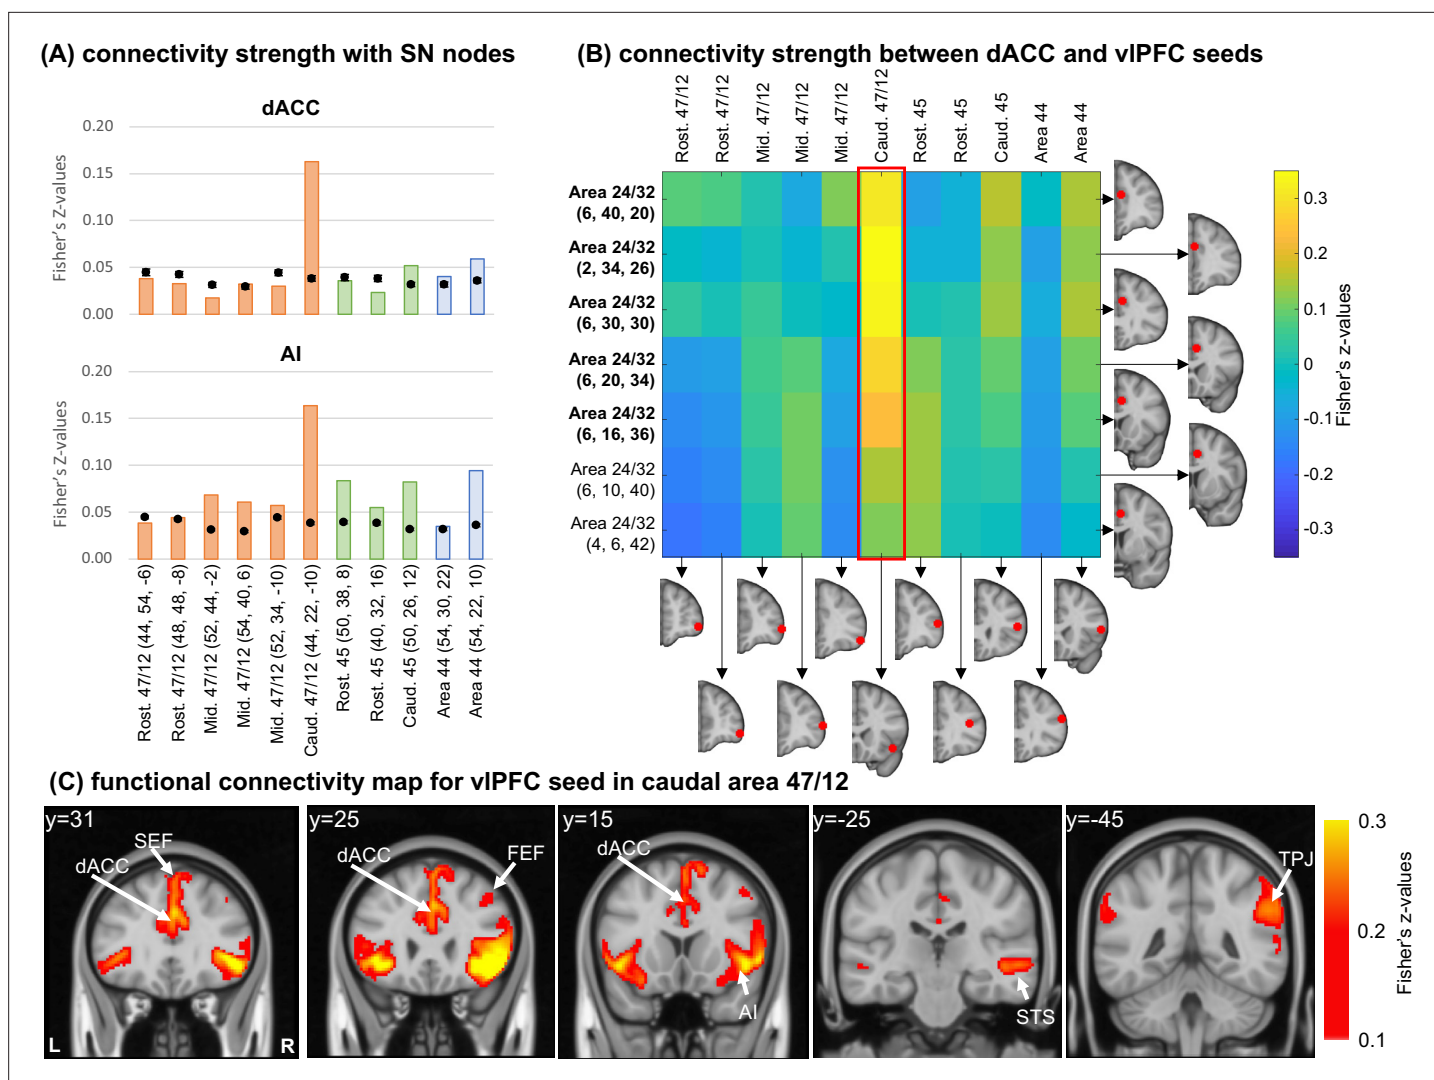 (A) connectivity strength with SN nodes
dACC
0.20
0.15
0.10
0.05
0.00
Fisher's Z-values
AI
0.20
0.15
0.10
0.05
0.00
Fisher's Z-values
Rost. 47/12 (44, 54, -6)
Rost. 47/12 (48, 48, -8)
Mid. 47/12 (52, 44, -2)
Mid. 47/12 (54, 40, 6)
Mid. 47/12 (52, 34, -10)
Caud. 47/12 (44, 22, -10)
Rost. 45 (50, 38, 8)
Rost. 45 (40, 32, 16)
Caud. 45 (50, 26, 12)
Area 44 (54, 30, 22)
Area 44 (54, 22, 10)
(B) connectivity strength between dACC and vlPFC seeds
Rost. 47/12
Rost. 47/12
Mid. 47/12
Mid. 47/12
Mid. 47/12
Caud. 47/12
Rost. 45
Rost. 45
Caud. 45
Area 44
Area 44
Area 24/32
(6, 40, 20)
Area 24/32
(2, 34, 26)
Area 24/32
(6, 30, 30)
Area 24/32
(6, 20, 34)
Area 24/32
(6, 16, 36)
Area 24/32
(6, 10, 40)
Area 24/32
(4, 6, 42)
0.3
0.2
0.1
0
-0.1
-0.2
-0.3
Fisher's z-values
(C) functional connectivity map for vlPFC seed in caudal area 47/12
y=31
SEF
dACC
L
R
y=25
dACC
FEF
y=15
dACC
AI
y=-25
STS
y=-45
TPJ
0.3
0.2
0.1
Fisher's z-values